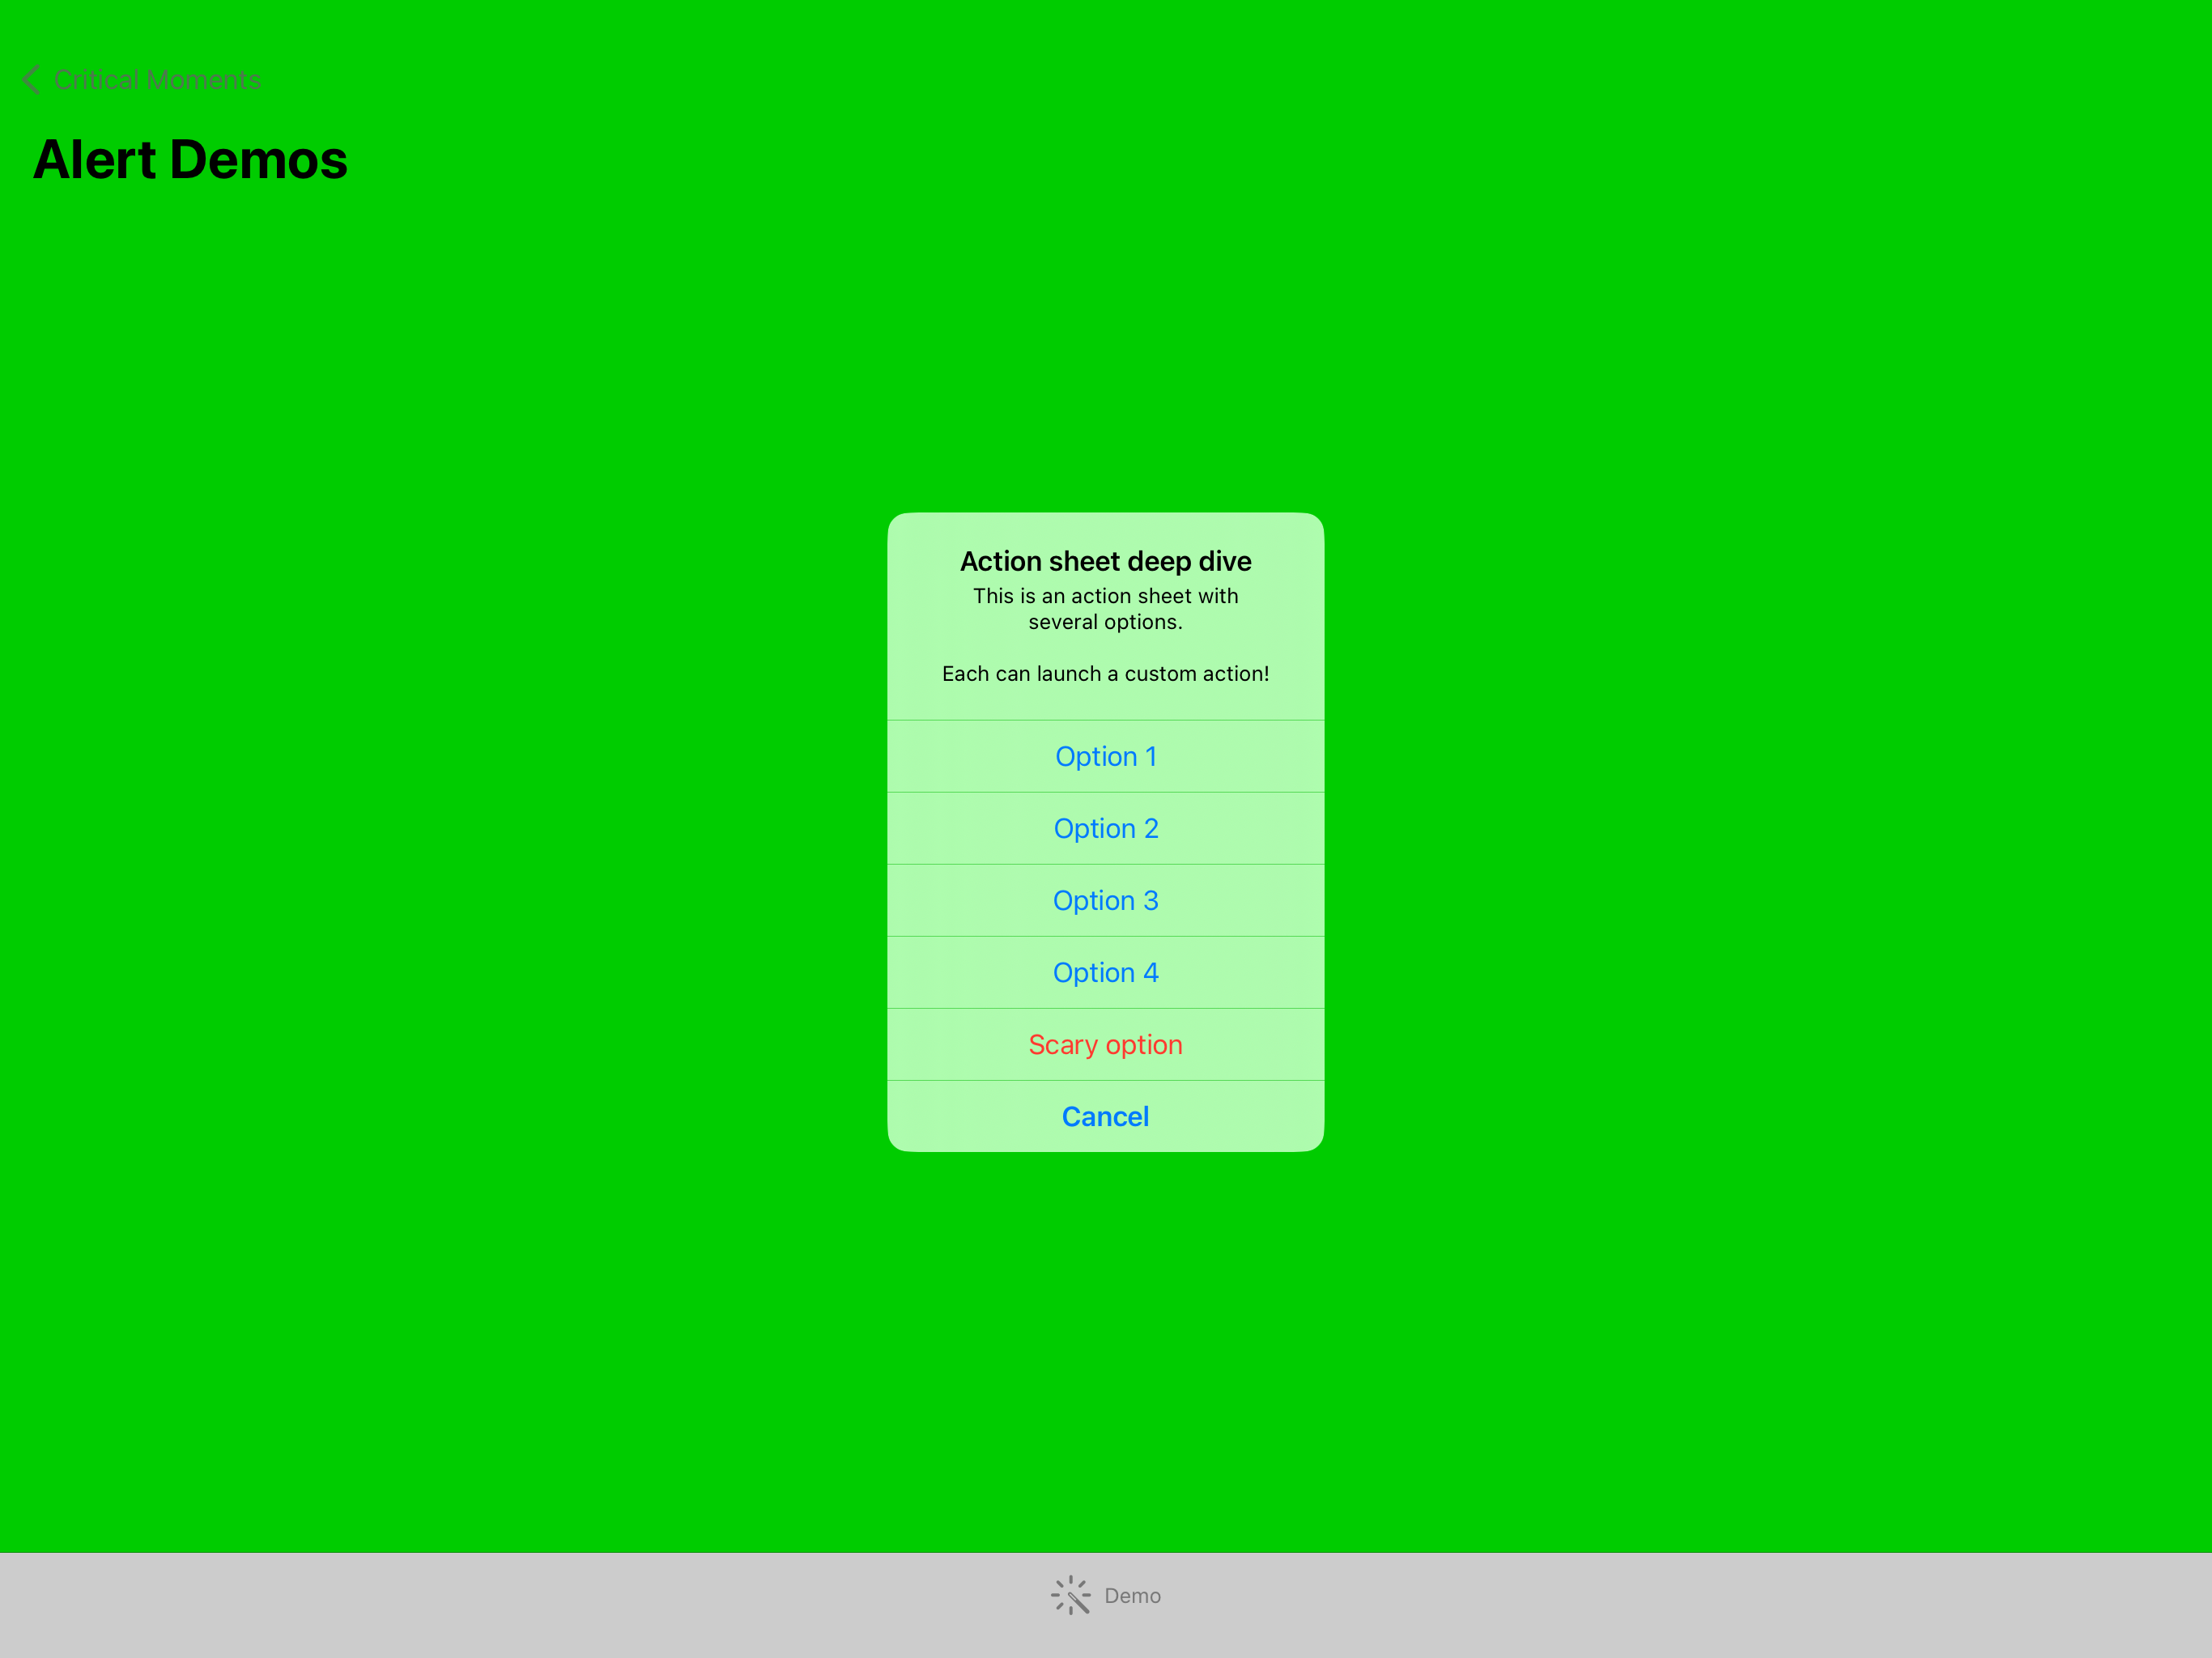 Critical Moments
Alert Demos
Action sheet deep dive
This is an action sheet with
several options.
Each can launch a custom action!
Option 1
Option 2
Option 3
Option 4
Scary option
Cancel
Demo